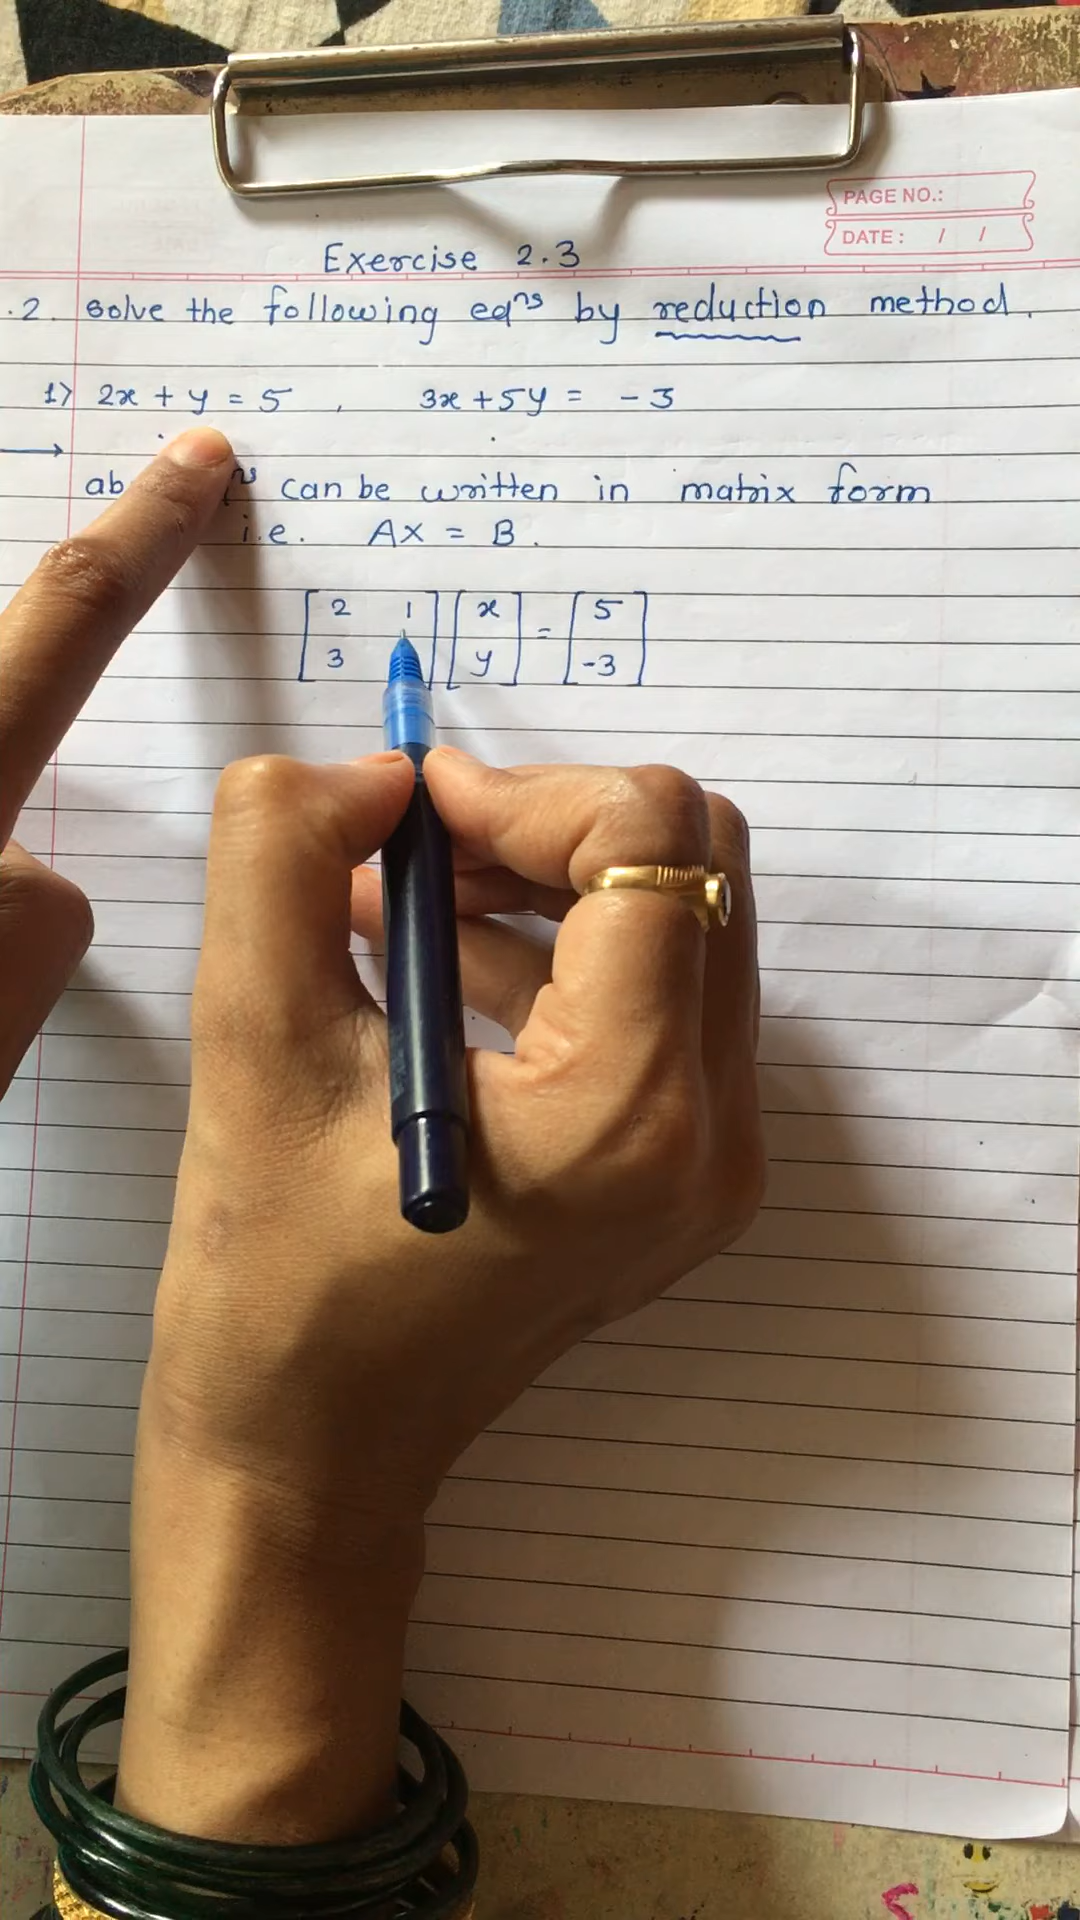 PAGE NO.:
DATE : / /
Exercise 2.3
.2. Solve the following eqns by reduction method.
1) 2x + y = 5 , 3x + 5y = -3
→
can be written in matrix form
i.e. AX = B.
[2 1] [x] = [5]
[3 ] [y] [-3]